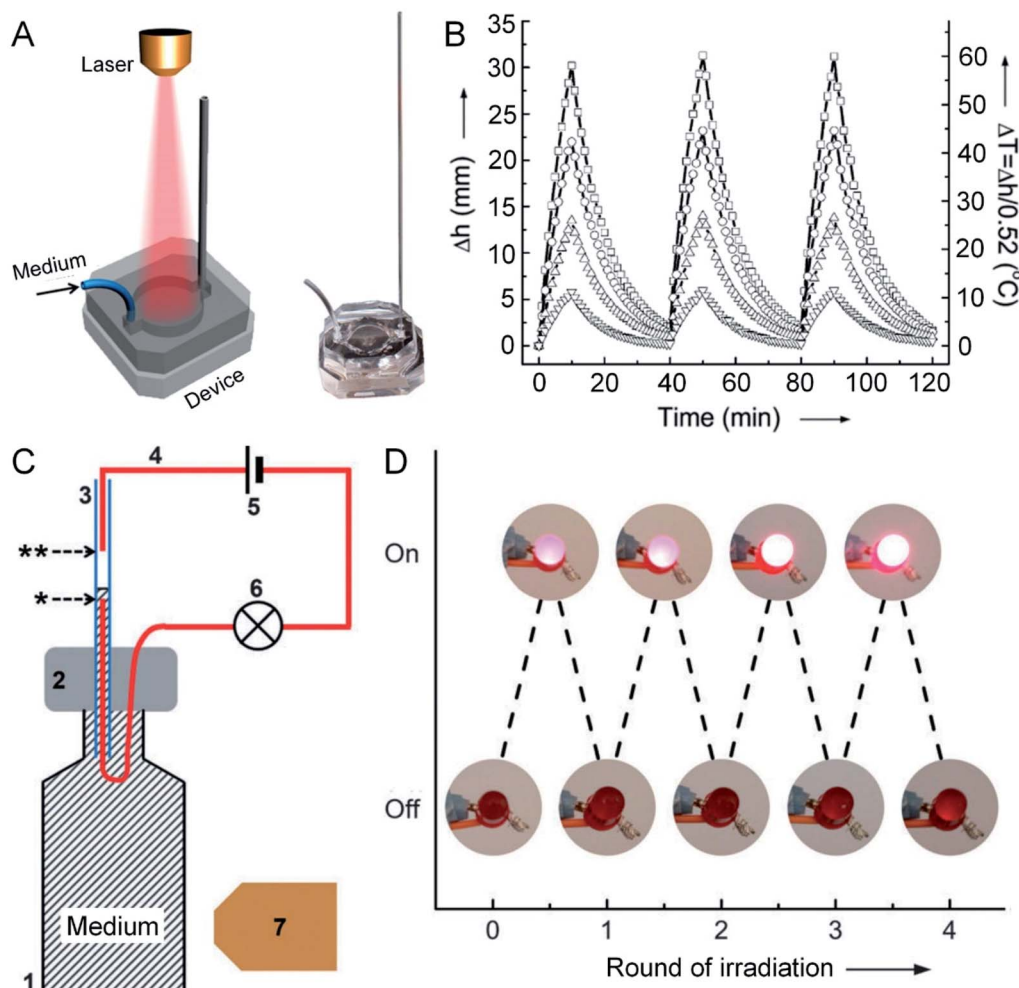 A
Laser
Medium
Device
B
35
30
25
20
15
10
5
0
Δh (mm)
60
50
40
30
20
10
0
ΔT=Δh/0.52 (°C)
0 20 40 60 80 100 120
Time (min)
C
4
3
5
**
*
6
2
Medium
7
1
D
On
Off
0 1 2 3 4
Round of irradiation